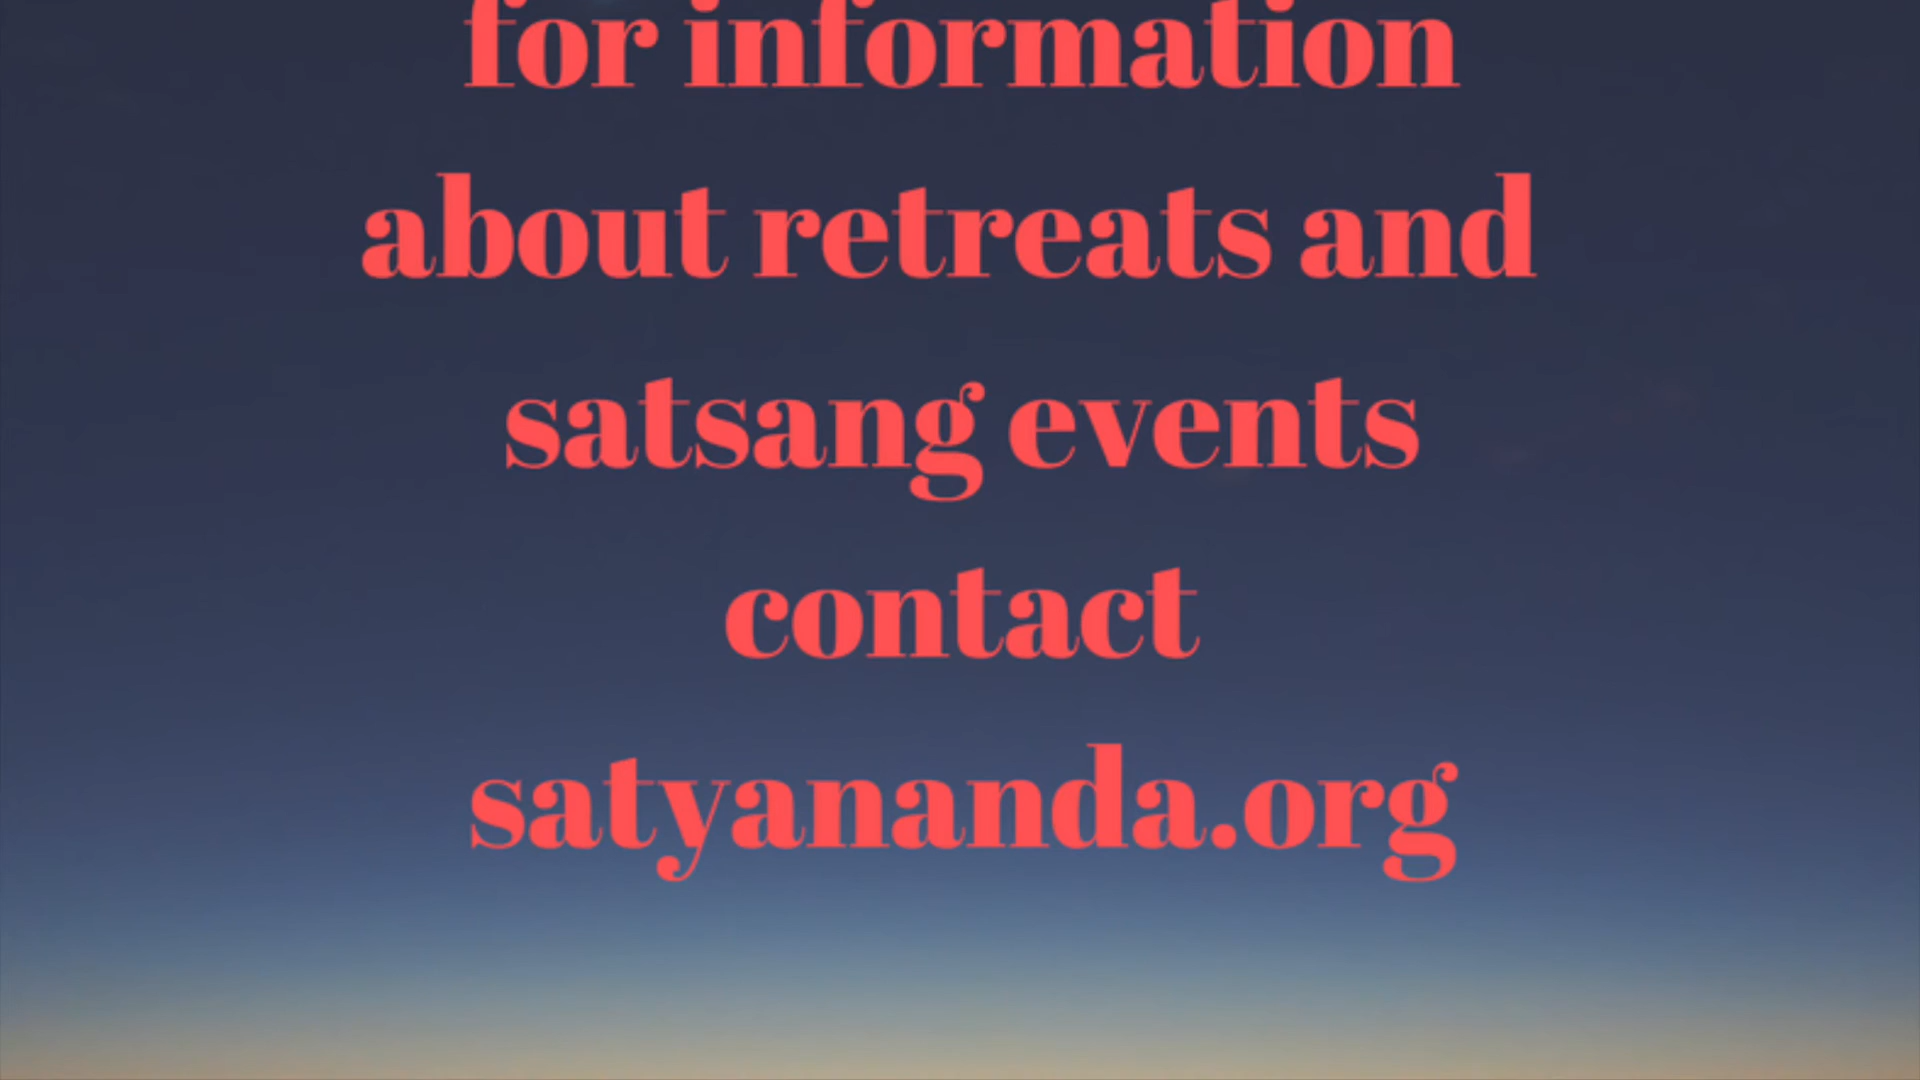 for information
about retreats and
satsang events
contact
satyananda.org